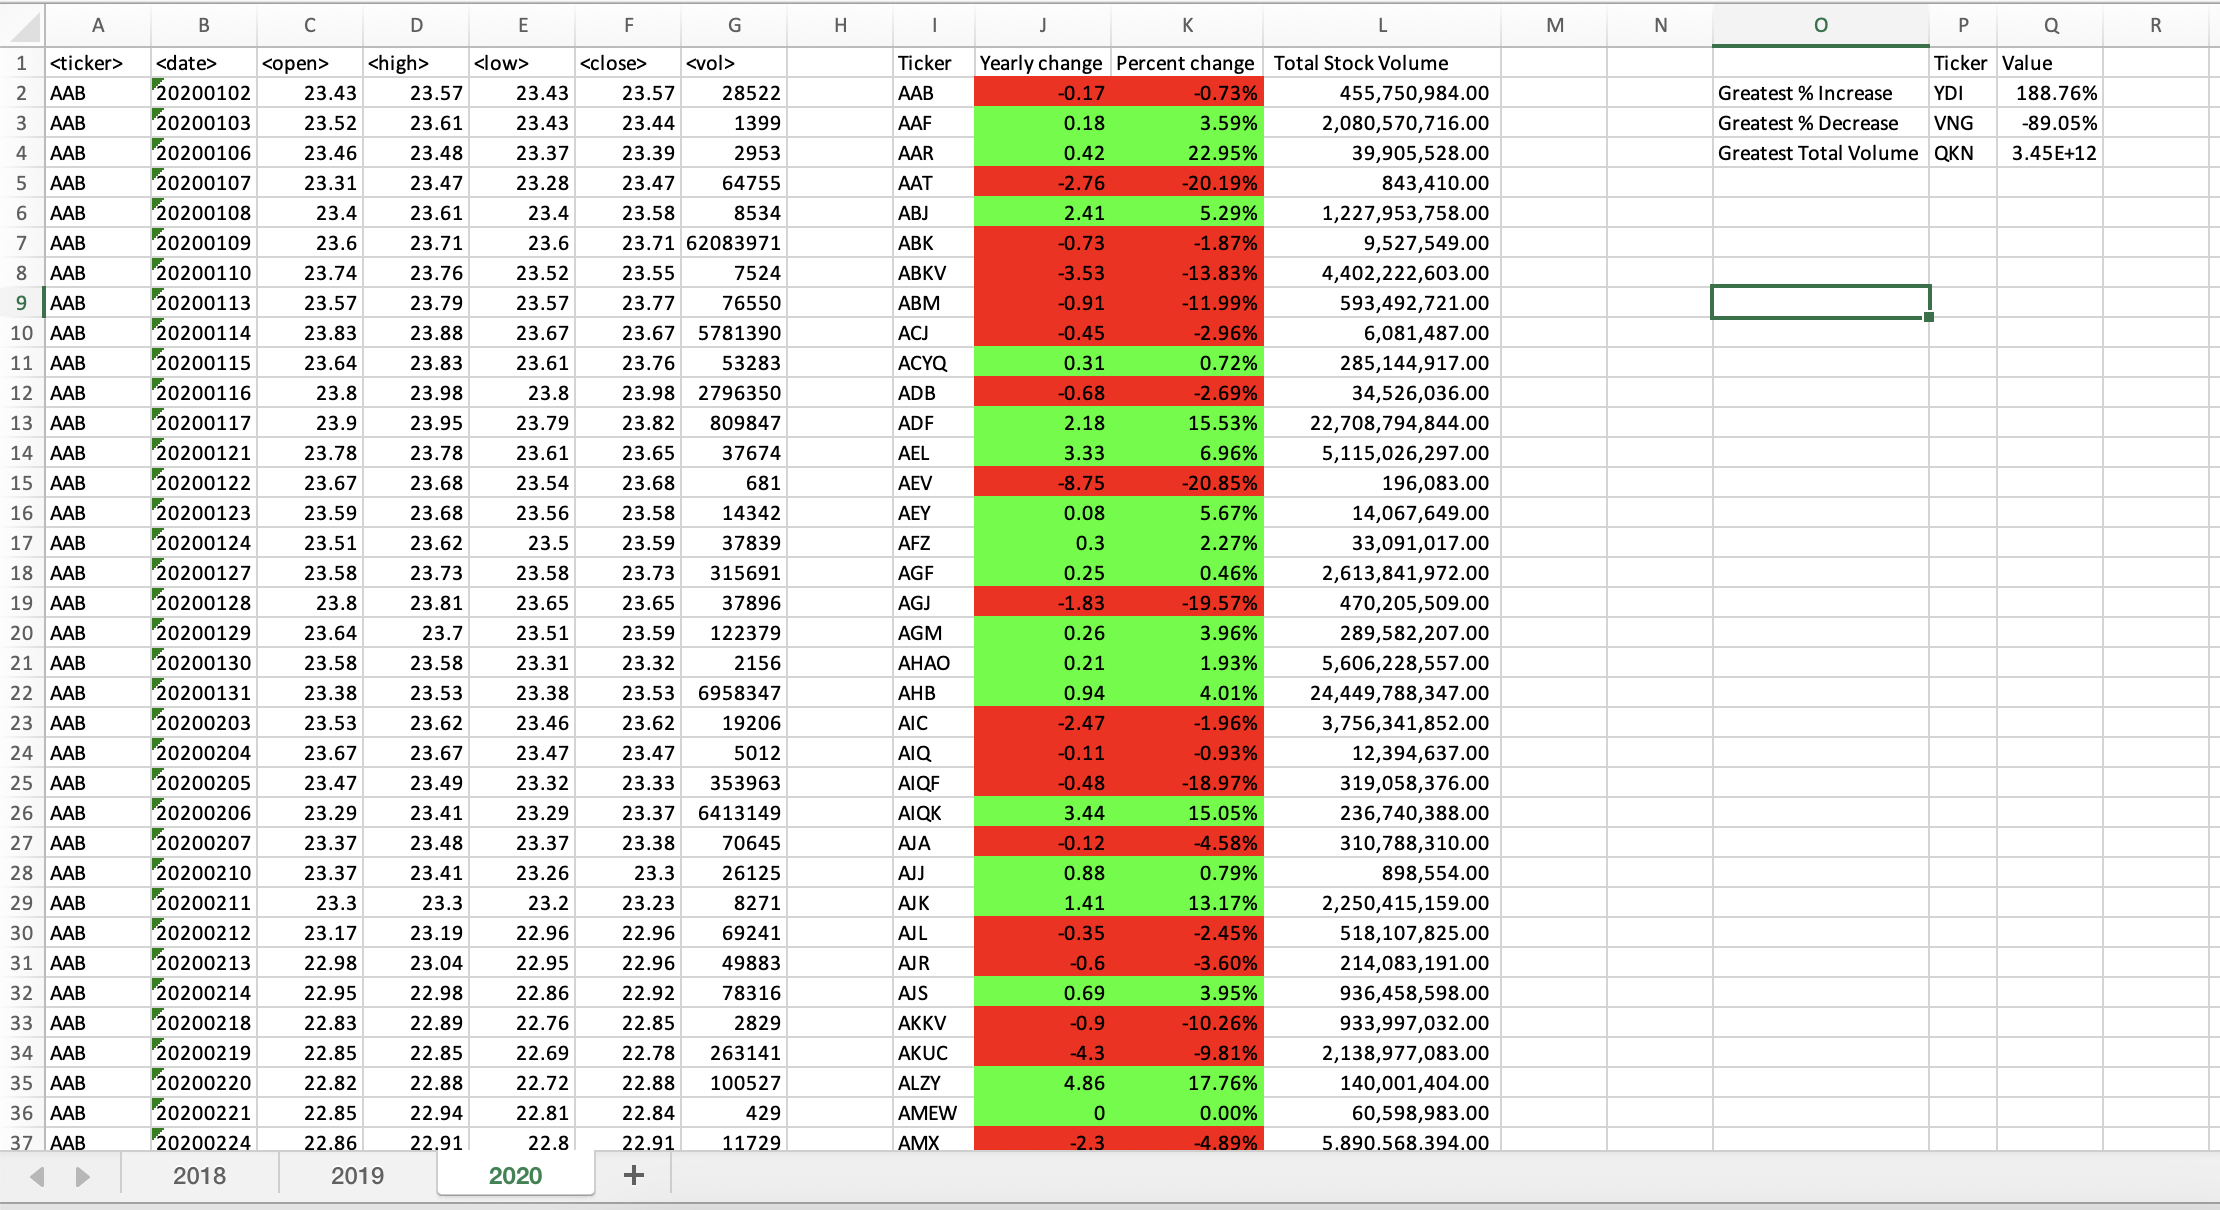 A B C D E F G H I J K L M N O P Q R
1 <ticker> <date> <open> <high> <low> <close> <vol> Ticker Yearly change Percent change Total Stock Volume Ticker Value
2 AAB 20200102 23.43 23.57 23.43 23.57 28522 AAB -0.17 -0.73% 455,750,984.00 Greatest % Increase YDI 188.76%
3 AAB 20200103 23.52 23.61 23.43 23.44 1399 AAF 0.18 3.59% 2,080,570,716.00 Greatest % Decrease VNG -89.05%
4 AAB 20200106 23.46 23.48 23.37 23.39 2953 AAR 0.42 22.95% 39,905,528.00 Greatest Total Volume QKN 3.45E+12
5 AAB 20200107 23.31 23.47 23.28 23.47 64755 AAT -2.76 -20.19% 843,410.00
6 AAB 20200108 23.4 23.61 23.4 23.58 8534 ABJ 2.41 5.29% 1,227,953,758.00
7 AAB 20200109 23.6 23.71 23.6 23.71 62083971 ABK -0.73 -1.87% 9,527,549.00
8 AAB 20200110 23.74 23.76 23.52 23.55 7524 ABKV -3.53 -13.83% 4,402,222,603.00
9 AAB 20200113 23.57 23.79 23.57 23.77 76550 ABM -0.91 -11.99% 593,492,721.00
10 AAB 20200114 23.83 23.88 23.67 23.67 5781390 ACJ -0.45 -2.96% 6,081,487.00
11 AAB 20200115 23.64 23.83 23.61 23.76 53283 ACYQ 0.31 0.72% 285,144,917.00
12 AAB 20200116 23.8 23.98 23.8 23.98 2796350 ADB -0.68 -2.69% 34,526,036.00
13 AAB 20200117 23.9 23.95 23.79 23.82 809847 ADF 2.18 15.53% 22,708,794,844.00
14 AAB 20200121 23.78 23.78 23.61 23.65 37674 AEL 3.33 6.96% 5,115,026,297.00
15 AAB 20200122 23.67 23.68 23.54 23.68 681 AEV -8.75 -20.85% 196,083.00
16 AAB 20200123 23.59 23.68 23.56 23.58 14342 AEY 0.08 5.67% 14,067,649.00
17 AAB 20200124 23.51 23.62 23.5 23.59 37839 AFZ 0.3 2.27% 33,091,017.00
18 AAB 20200127 23.58 23.73 23.58 23.73 315691 AGF 0.25 0.46% 2,613,841,972.00
19 AAB 20200128 23.8 23.81 23.65 23.65 37896 AGJ -1.83 -19.57% 470,205,509.00
20 AAB 20200129 23.64 23.7 23.51 23.59 122379 AGM 0.26 3.96% 289,582,207.00
21 AAB 20200130 23.58 23.58 23.31 23.32 2156 AHAO 0.21 1.93% 5,606,228,557.00
22 AAB 20200131 23.38 23.53 23.38 23.53 6958347 AHB 0.94 4.01% 24,449,788,347.00
23 AAB 20200203 23.53 23.62 23.46 23.62 19206 AIC -2.47 -1.96% 3,756,341,852.00
24 AAB 20200204 23.67 23.67 23.47 23.47 5012 AIQ -0.11 -0.93% 12,394,637.00
25 AAB 20200205 23.47 23.49 23.32 23.33 353963 AIQF -0.48 -18.97% 319,058,376.00
26 AAB 20200206 23.29 23.41 23.29 23.37 6413149 AIQK 3.44 15.05% 236,740,388.00
27 AAB 20200207 23.37 23.48 23.37 23.38 70645 AJA -0.12 -4.58% 310,788,310.00
28 AAB 20200210 23.37 23.41 23.26 23.3 26125 AJJ 0.88 0.79% 898,554.00
29 AAB 20200211 23.3 23.3 23.2 23.23 8271 AJK 1.41 13.17% 2,250,415,159.00
30 AAB 20200212 23.17 23.19 22.96 22.96 69241 AJL -0.35 -2.45% 518,107,825.00
31 AAB 20200213 22.98 23.04 22.95 22.96 49883 AJR -0.6 -3.60% 214,083,191.00
32 AAB 20200214 22.95 22.98 22.86 22.92 78316 AJS 0.69 3.95% 936,458,598.00
33 AAB 20200218 22.83 22.89 22.76 22.85 2829 AKKV -0.9 -10.26% 933,997,032.00
34 AAB 20200219 22.85 22.85 22.69 22.78 263141 AKUC -4.3 -9.81% 2,138,977,083.00
35 AAB 20200220 22.82 22.88 22.72 22.88 100527 ALZY 4.86 17.76% 140,001,404.00
36 AAB 20200221 22.85 22.94 22.81 22.84 429 AMEW 0 0.00% 60,598,983.00
37 AAB 20200224 22.86 22.91 22.8 22.91 11729 AMX -2.3 -4.89% 5,890,568,394.00
2018 2019 2020 +